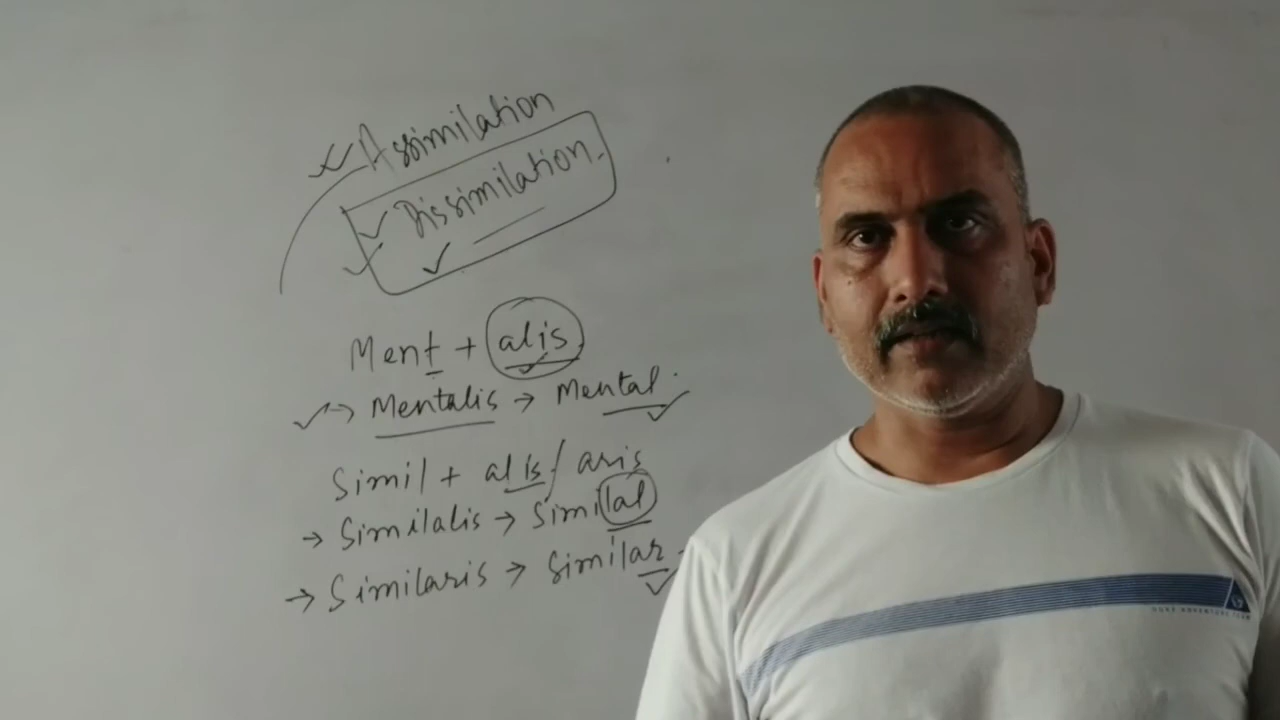 Assimilation
Dissimilation.
Ment + alis
→ Mentalis → Mental.
Simil + alis/aris
→ Similalis → Similal
→ Similaris → Similar